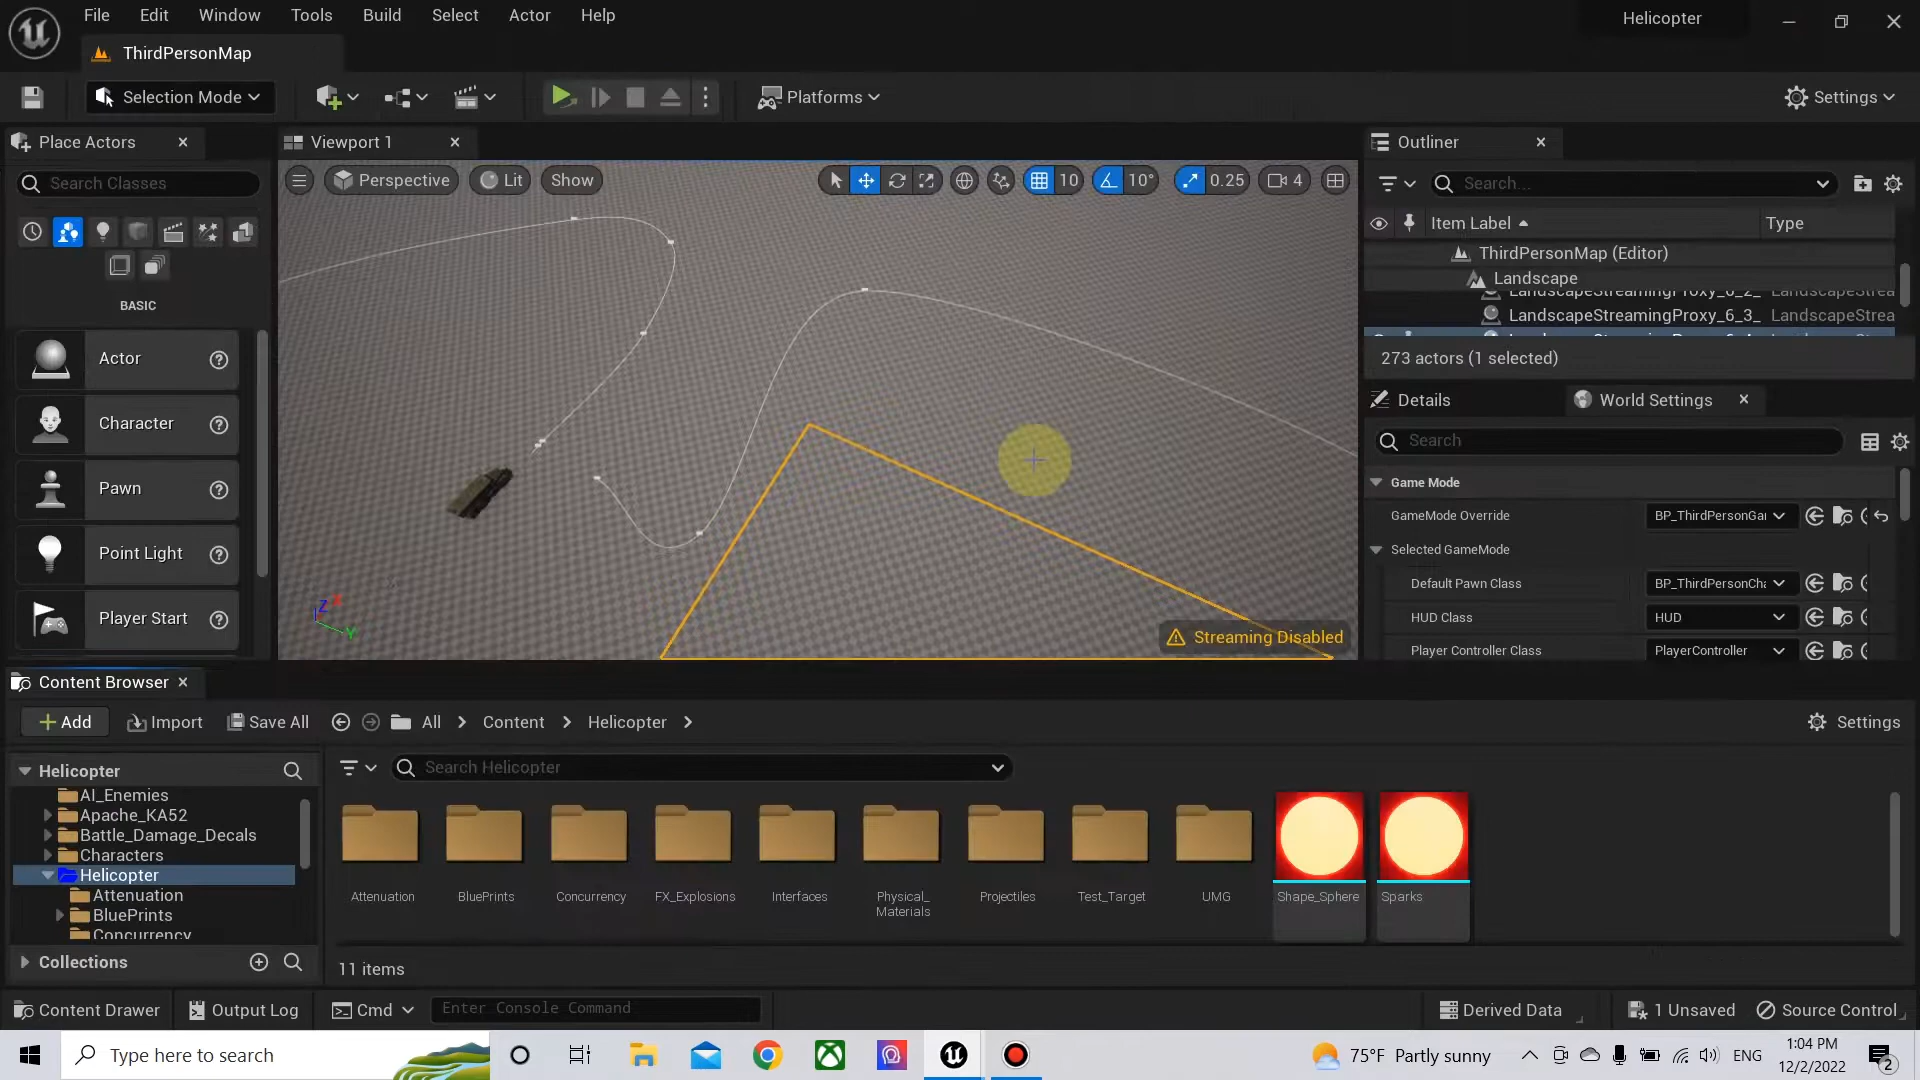 File Edit Window Tools Build Select Actor Help
Helicopter
ThirdPersonMap
Selection Mode
Platforms
Settings
Place Actors
Viewport 1
Outliner
Search Classes
Perspective
Lit
Show
10
10°
0.25
4
Search...
Item Label
Type
ThirdPersonMap (Editor)
Landscape
LandscapeStreamingProxy_6_2_ LandscapeStrea
LandscapeStreamingProxy_6_3_ LandscapeStrea
BASIC
273 actors (1 selected)
Actor
Character
Pawn
Point Light
Player Start
Details
World Settings
Search
Game Mode
GameMode Override
BP_ThirdPersonGa
Selected GameMode
Default Pawn Class
BP_ThirdPersonCha
HUD Class
HUD
Player Controller Class
PlayerController
Z
X
Y
Streaming Disabled
Content Browser
Add
Import
Save All
All
Content
Helicopter
Settings
Helicopter
Search Helicopter
AI_Enemies
Apache_KA52
Battle_Damage_Decals
Characters
Helicopter
Attenuation
BluePrints
Concurrency
Collections
Attenuation
BluePrints
Concurrency
FX_Explosions
Interfaces
Physical_
Materials
Projectiles
Test_Target
UMG
Shape_Sphere
Sparks
11 items
Content Drawer
Output Log
Cmd
Enter Console Command
Derived Data
1 Unsaved
Source Control
Type here to search
75°F Partly sunny
ENG
1:04 PM
12/2/2022
2